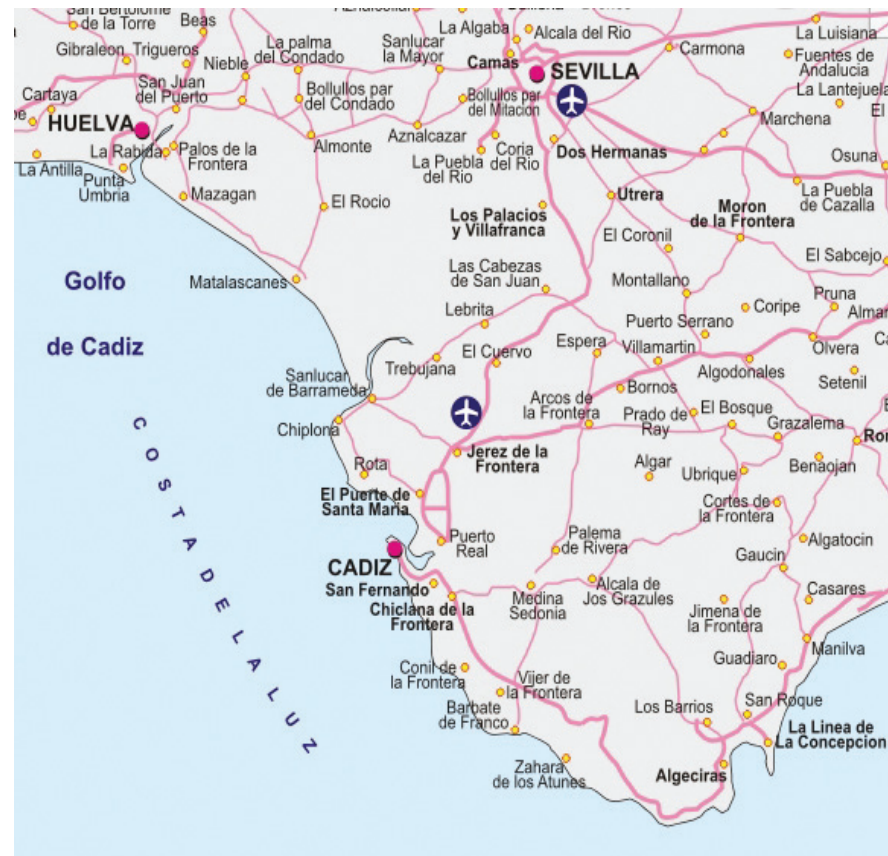 San Bertolome
de la Torre
Beas
Aznalcollar
La Algaba
Alcala del Rio
La Luisiana
Gibraleon
Trigueros
Nieble
La palma
del Condado
Sanlucar
la Mayor
Camas
SEVILLA
Carmona
Fuentes de
Andalucia
Cartaya
San Juan
del Puerto
Bollullos par
del Condado
Bollulos par
del Mitacion
La Lantejuela
El
HUELVA
Marchena
La Antilla
La Rabida
Palos de la
Frontera
Almonte
Aznalcazar
La Puebla
del Rio
Coria
del Rio
Dos Hermanas
Osuna
Punta
Umbria
Mazagan
El Rocio
Los Palacios
y Villafranca
Utrera
Moron
de la Frontera
La Puebla
de Cazalla
El Coronil
El Sabcejo
Golfo
de Cadiz
Matalascanes
Las Cabezas
de San Juan
Montallano
Coripe
Pruna
Lebrita
Puerto Serrano
Trebujana
El Cuervo
Espera
Villamartin
Algodonales
Olvera
Setenil
Sanlucar
de Barrameda
Bornos
Arcos de
la Frontera
Prado de
Ray
El Bosque
Grazalema
Chiplona
Jerez de la
Frontera
Algar
Ubrique
Benaojan
Rota
El Puerte de
Santa Maria
Cortes de
la Frontera
Puerto
Real
Palema
de Rivera
Algatocin
Gaucin
CADIZ
San Fernando
Chiclana de la
Frontera
Medina
Sedonia
Alcala de
Jos Grazules
Jimena de
la Frontera
Casares
Manilva
Guadiaro
Conil de
la Frontera
Vijer de
la Frontera
Barbate
de Franco
Los Barrios
San Roque
La Linea de
La Concepcion
Zahara
de los Atunes
Algeciras
COSTA DE LA LUZ